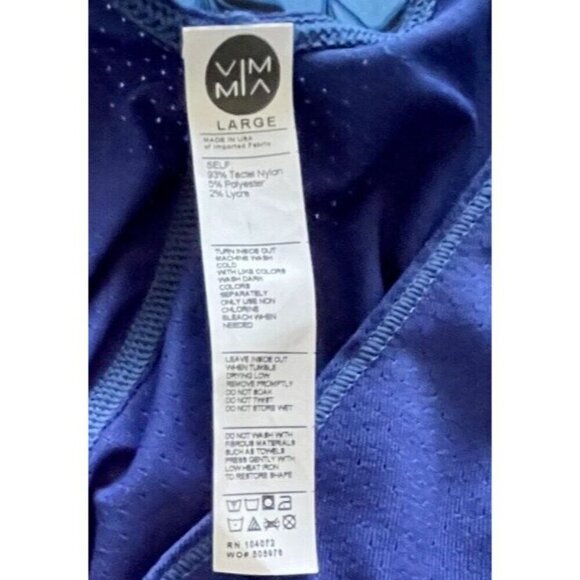 VIM
MIA
LARGE
MADE IN USA
of Imported Fabric
SELF:
93% Tactel Nylon
5% Polyester
2% Lycra
TURN INSIDE OUT
MACHINE WASH
COLD
WITH LIKE COLORS
WASH DARK
COLORS
SEPARATELY
ONLY USE NON
CHLORINE
BLEACH WHEN
NEEDED
LEAVE INSIDE OUT
WHEN TUMBLE
DRYING LOW
REMOVE PROMPTLY
DO NOT SOAK
DO NOT TWIST
DO NOT STORE WET
DO NOT WASH WITH
FIBROUS MATERIALS
SUCH AS TOWELS
PRESS GENTLY WITH
LOW HEAT IRON
TO RESTORE SHAPE
RN 104072
WO# 505978